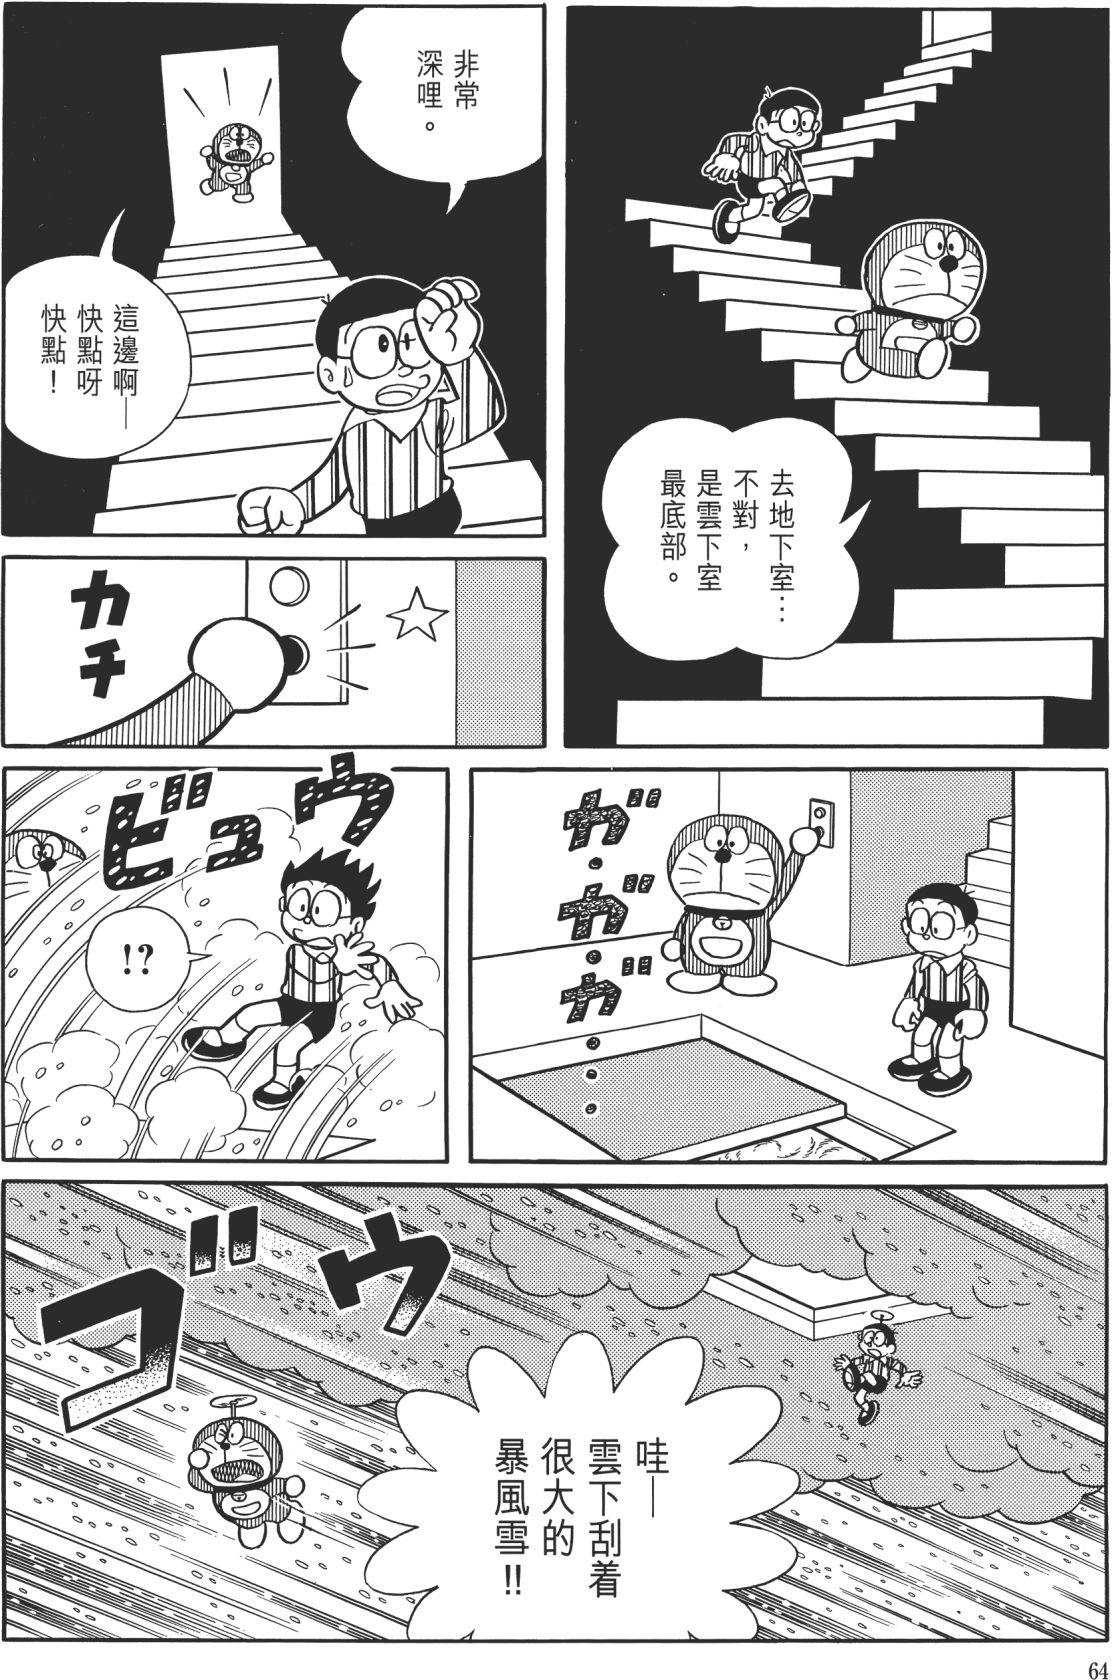 去地下室…
不對，
是雲下室
最底部。
非常
深哩。
這邊啊—
快點呀
快點！
カチ
ガ・ガ・ガ・・・
ビュウ
!?
ゴウ
哇—
雲下刮着
很大的
暴風雪!!
64